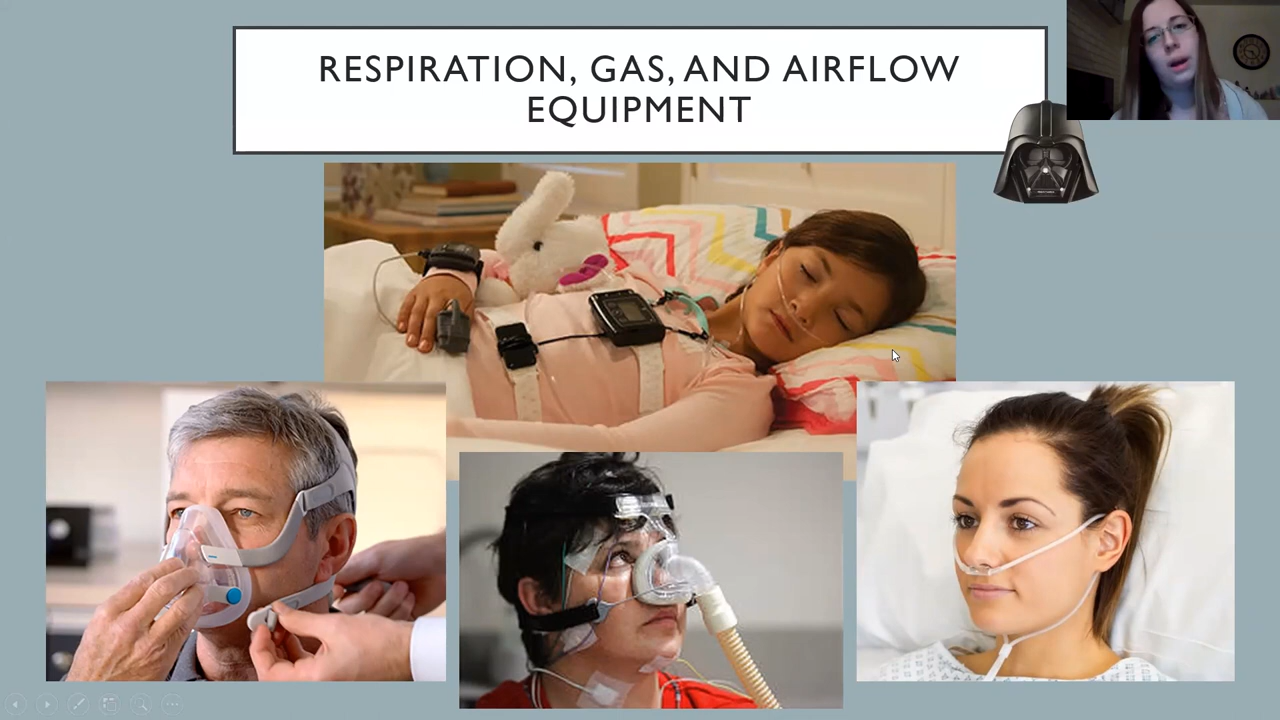 RESPIRATION, GAS, AND AIRFLOW
EQUIPMENT